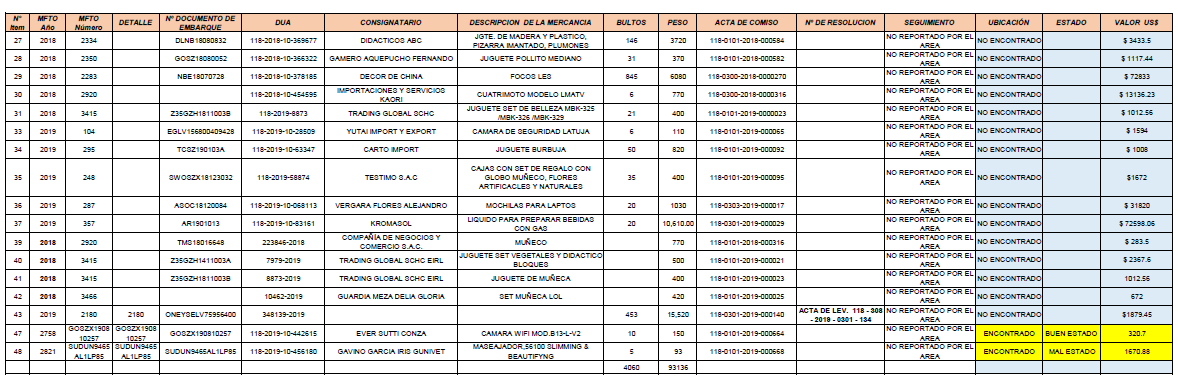 N° Item | MFTO Año | MFTO Número | DETALLE | Nº DOCUMENTO DE EMBARQUE | DUA | CONSIGNATARIO | DESCRIPCION DE LA MERCANCIA | BULTOS | PESO | ACTA DE COMISO | Nº DE RESOLUCION | SEGUIMIENTO | UBICACIÓN | ESTADO | VALOR US$
27 | 2018 | 2334 | | DLNB18080832 | 118-2018-10-369677 | DIDACTICOS ABC | JGTE. DE MADERA Y PLASTICO, PIZARRA IMANTADO, PLUMONES | 146 | 3720 | 118-0101-2018-000584 | | NO REPORTADO POR EL AREA | NO ENCONTRADO | | $ 3433.5
28 | 2018 | 2350 | | GOSZ18080052 | 118-2018-10-366322 | GAMERO AQUEPUCHO FERNANDO | JUGUETE POLLITO MEDIANO | 31 | 370 | 118-0101-2018-000582 | | NO REPORTADO POR EL AREA | NO ENCONTRADO | | $ 1117.44
29 | 2018 | 2283 | | NBE18070728 | 118-2018-10-378185 | DECOR DE CHINA | FOCOS LES | 845 | 6080 | 118-0300-2018-0000270 | | NO REPORTADO POR EL AREA | NO ENCONTRADO | | $ 72833
30 | 2018 | 2920 | | | 118-2018-10-454595 | IMPORTACIONES Y SERVICIOS KAORI | CUATRIMOTO MODELO LMATV | 6 | 770 | 118-0300-2018-0000316 | | NO REPORTADO POR EL AREA | NO ENCONTRADO | | $ 13136.23
31 | 2018 | 3415 | | Z35GZH1811003B | 118-2019-8873 | TRADING GLOBAL SCHC | JUGUETE SET DE BELLEZA MBK-325 /MBK-326 /MBK-329 | 21 | 400 | 118-0101-2019-0000023 | | NO REPORTADO POR EL AREA | NO ENCONTRADO | | $ 1012.56
33 | 2019 | 104 | | EGLV156800409428 | 118-2019-10-28509 | YUTAI IMPORT Y EXPORT | CAMARA DE SEGURIDAD LATUJA | 6 | 110 | 118-0101-2019-000065 | | NO REPORTADO POR EL AREA | NO ENCONTRADO | | $ 1594
34 | 2019 | 295 | | TCSZ190103A | 118-2019-10-63347 | CARTO IMPORT | JUGUETE BURBUJA | 50 | 820 | 118-0101-2019-000092 | | NO REPORTADO POR EL AREA | NO ENCONTRADO | | $ 1008
35 | 2019 | 248 | | SWOSZX18123032 | 118-2019-58874 | TESTIMO S.A.C | CAJAS CON SET DE REGALO CON GLOBO MUÑECO, FLORES ARTIFICACLES Y NATURALES | 35 | 400 | 118-0101-2019-000095 | | NO REPORTADO POR EL AREA | NO ENCONTRADO | | $1672
36 | 2019 | 287 | | ASOC18120084 | 118-2019-10-068113 | VERGARA FLORES ALEJANDRO | MOCHILAS PARA LAPTOS | 20 | 1030 | 118-0303-2019-000017 | | NO REPORTADO POR EL AREA | NO ENCONTRADO | | $ 31820
37 | 2019 | 357 | | AR1901013 | 118-2019-10-83161 | KROMASOL | LIQUIDO PARA PREPARAR BEBIDAS CON GAS | 20 | 10,610.00 | 118-0301-2019-000029 | | NO REPORTADO POR EL AREA | NO ENCONTRADO | | $ 72598.06
39 | 2018 | 2920 | | TMS18016648 | 223846-2018 | COMPAÑÍA DE NEGOCIOS Y COMERCIO S.A.C. | MUÑECO | | 770 | 118-0101-2018-000316 | | NO REPORTADO POR EL AREA | NO ENCONTRADO | | $ 283.5
40 | 2018 | 3415 | | Z35GZH1411003A | 7979-2019 | TRADING GLOBAL SCHC EIRL | JUGUETE SET VEGETALES Y DIDACTICO BLOQUES | | 500 | 118-0301-2019-000021 | | NO REPORTADO POR EL AREA | NO ENCONTRADO | | $ 2367.6
41 | 2018 | 3415 | | Z35GZH1811003B | 8873-2019 | TRADING GLOBAL SCHC EIRL | JUGUETE DE MUÑECA | | 400 | 118-0301-2019-000023 | | NO REPORTADO POR EL AREA | NO ENCONTRADO | | 1012.56
42 | 2018 | 3466 | | | 10462-2019 | GUARDIA MEZA DELIA GLORIA | SET MUÑECA LOL | | 420 | 118-0301-2019-000025 | | NO REPORTADO POR EL AREA | NO ENCONTRADO | | 672
43 | 2019 | 2180 | 2180 | ONEYSELV75956400 | 348139-2019 | | | 453 | 15,520 | 118-0301-2019-000140 | ACTA DE LEV. 118 - 308 - 2019 - 0301 - 134 | NO REPORTADO POR EL AREA | NO ENCONTRADO | | $1879.45
47 | 2758 | GOSZX190810257 | GOSZX190810257 | GOSZX190810257 | 118-2019-10-442615 | EVER SUTTI CONZA | CAMARA WIFI MOD.B13-L-V2 | 10 | 150 | 118-0101-2019-000664 | | NO REPORTADO POR EL AREA | ENCONTRADO | BUEN ESTADO | 320.7
48 | 2821 | SUDUN9465AL1LP85 | SUDUN9465AL1LP85 | SUDUN9465AL1LP85 | 118-2019-10-456180 | GAVINO GARCIA IRIS GUNIVET | MASEAJADOR,56100 SLIMMING & BEAUTIFYNG | 5 | 93 | 118-0101-2019-000668 | | NO REPORTADO POR EL AREA | ENCONTRADO | MAL ESTADO | 1670.88
4060 | 93136